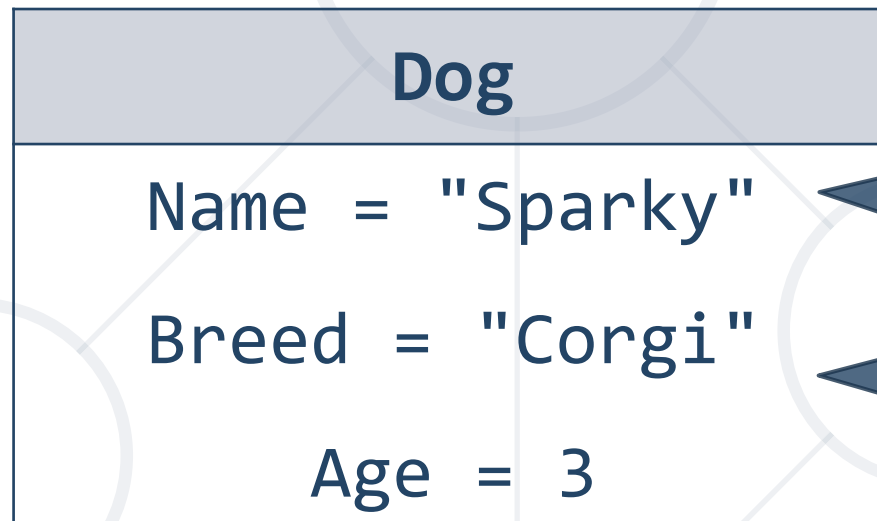 Dog
Name = "Sparky"
Breed = "Corgi"
Age = 3